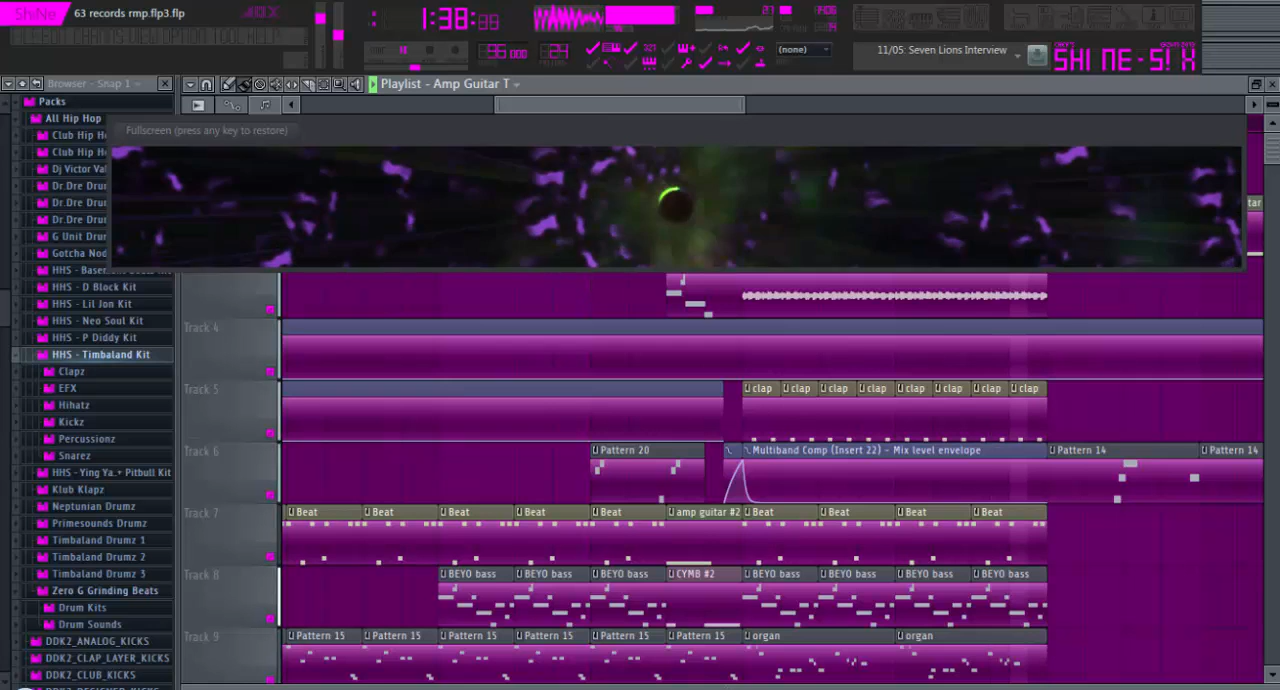 ShiNe
63 records rmp.flp3.flp
1:38:
11/05: Seven Lions Interview
(none)
SHINE-SIX
Browser - Snap 1
Playlist - Amp Guitar T
Fullscreen (press any key to restore)
Packs
All Hip Hop
Club Hip H
Club Hip H
Dj Victor Val
Dr.Dre Drum
Dr.Dre Drum
Dr.Dre Drum
G Unit Drum
Gotcha Nod
HHS - D Block Kit
HHS - Lil Jon Kit
HHS - Neo Soul Kit
HHS - P Diddy Kit
HHS - Timbaland Kit
Clapz
EFX
Hihatz
Kickz
Percussionz
Snarez
HHS - Ying Ya.+ Pitbull Kit
Klub Klapz
Neptunian Drumz
Primesounds Drumz
Timbaland Drumz 1
Timbaland Drumz 2
Timbaland Drumz 3
Zero G Grinding Beats
Drum Kits
Drum Sounds
DDK2_ANALOG_KICKS
DDK2_CLAP_LAYER_KICKS
DDK2_CLUB_KICKS
tar
Track 4
Track 5
clap clap clap clap clap clap clap clap
Track 6
Pattern 20 Multiband Comp (Insert 22) - Mix level envelope Pattern 14 Pattern 14
Track 7
Beat Beat Beat Beat Beat amp guitar #2 Beat Beat Beat Beat
Track 8
BEYO bass BEYO bass BEYO bass CYMB #2 BEYO bass BEYO bass BEYO bass BEYO bass
Track 9
Pattern 15 Pattern 15 Pattern 15 Pattern 15 Pattern 15 Pattern 15 organ organ